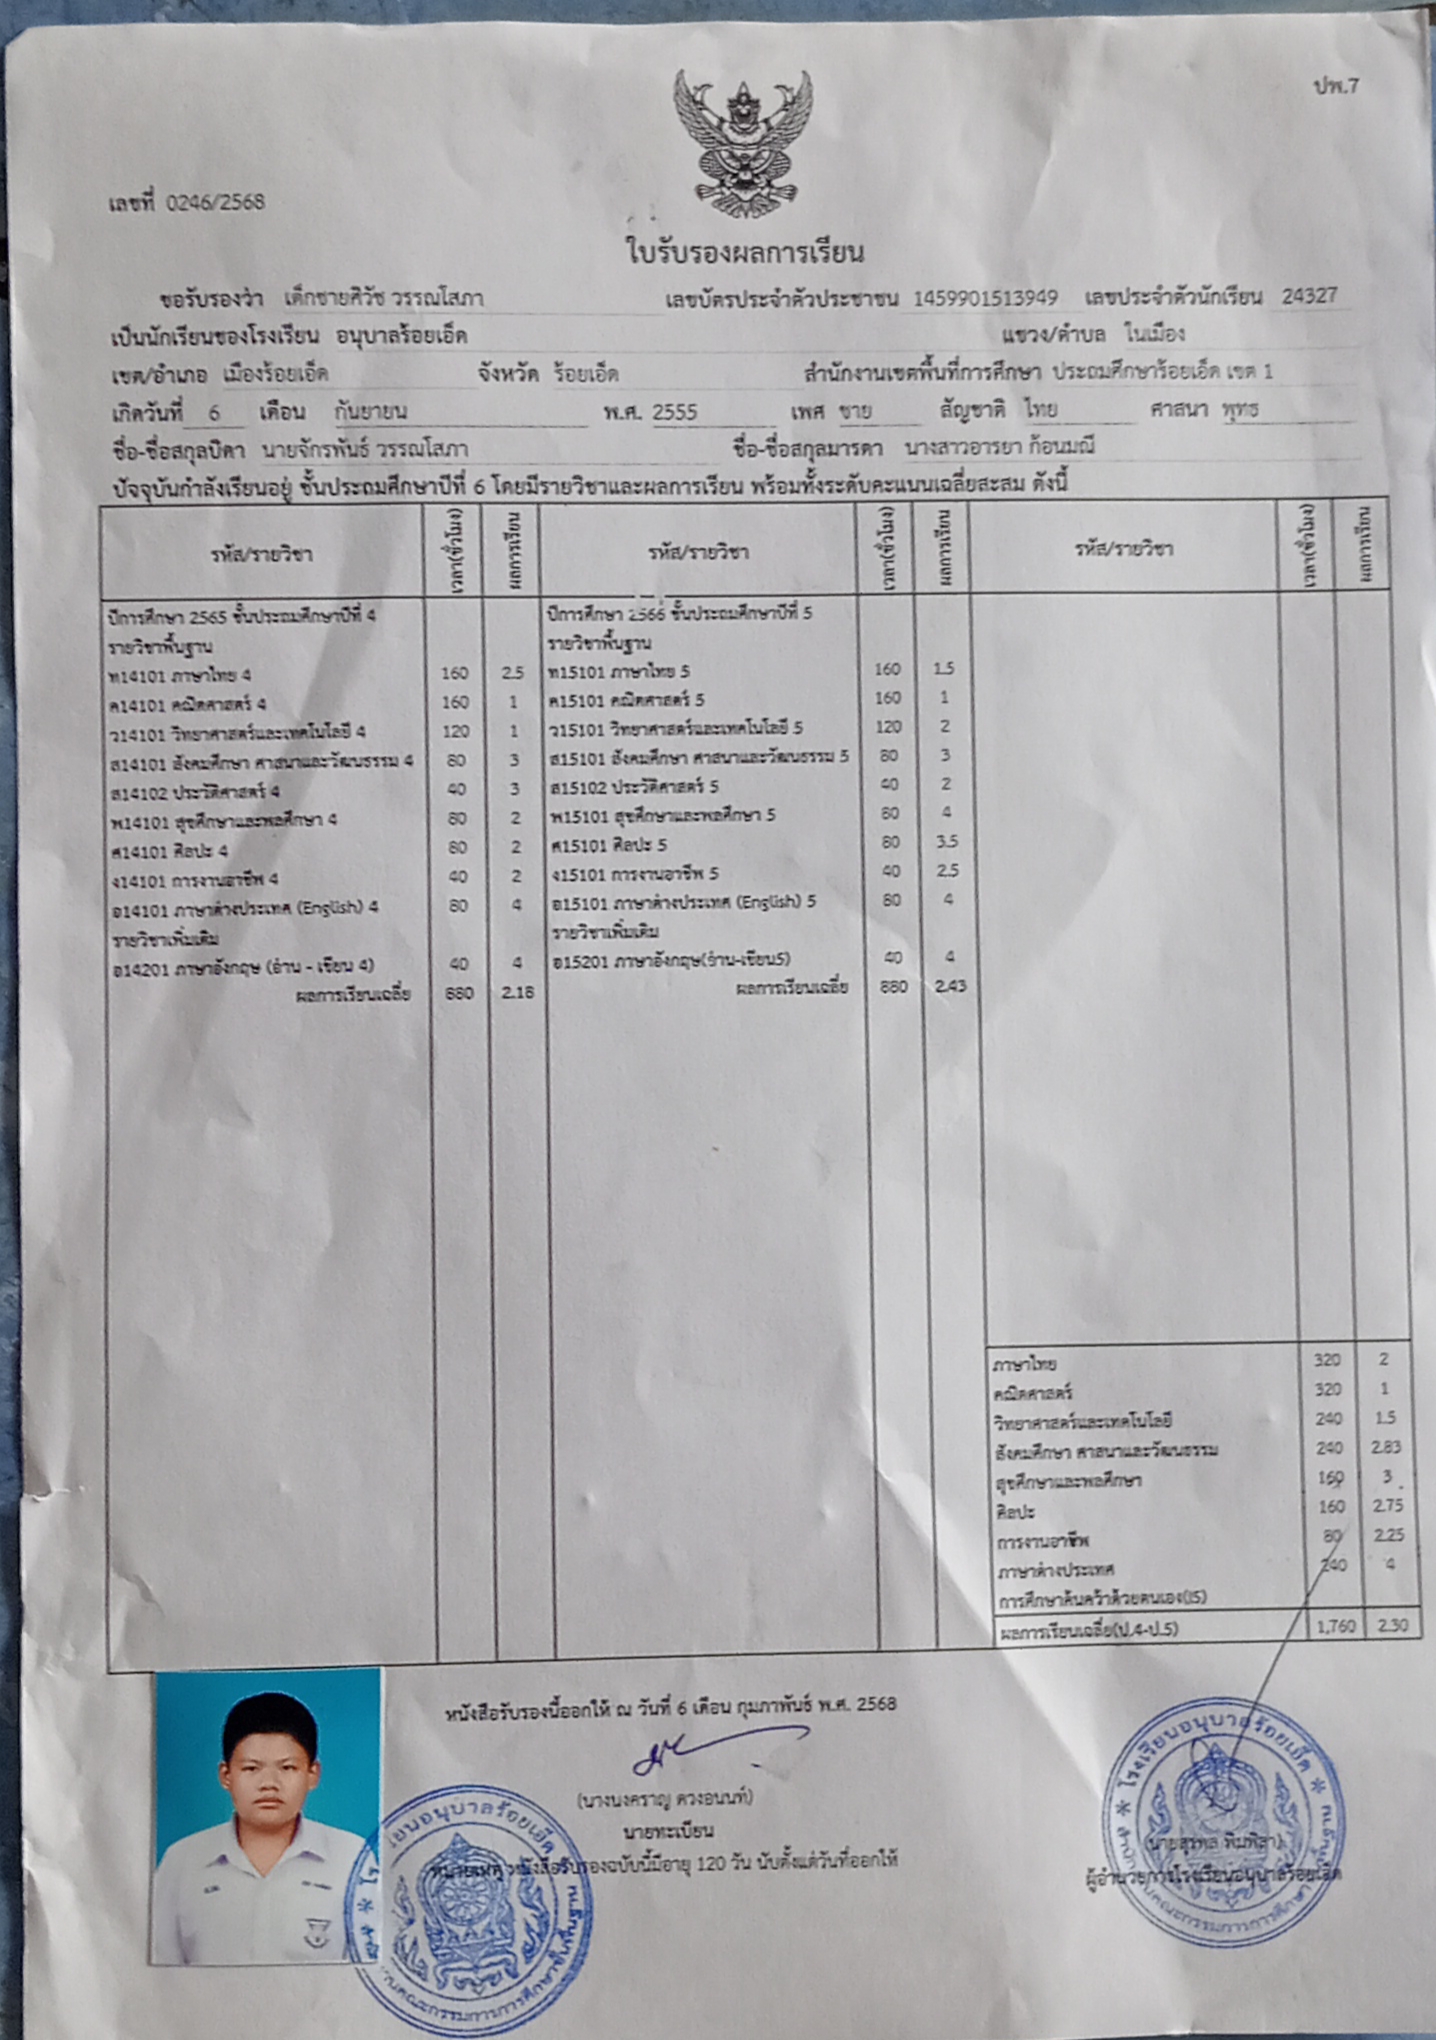 ปพ.7
เลขที่ 0246/2568
ใบรับรองผลการเรียน
ขอรับรองว่า เด็กชายศิวัช วรรณโสภา เลขบัตรประจำตัวประชาชน 1459901513949 เลขประจำตัวนักเรียน 24327
เป็นนักเรียนของโรงเรียน อนุบาลร้อยเอ็ด แขวง/ตำบล ในเมือง
เขต/อำเภอ เมืองร้อยเอ็ด จังหวัด ร้อยเอ็ด สำนักงานเขตพื้นที่การศึกษา ประถมศึกษาร้อยเอ็ด เขต 1
เกิดวันที่ 6 เดือน กันยายน พ.ศ. 2555 เพศ ชาย สัญชาติ ไทย ศาสนา พุทธ
ชื่อ-ชื่อสกุลบิดา นายจักรพันธ์ วรรณโสภา ชื่อ-ชื่อสกุลมารดา นางสาวอารยา ก้อนมณี
ปัจจุบันกำลังเรียนอยู่ ชั้นประถมศึกษาปีที่ 6 โดยมีรายวิชาและผลการเรียน พร้อมทั้งระดับคะแนนเฉลี่ยสะสม ดังนี้
รหัส/รายวิชา เวลา(ชั่วโมง) ผลการเรียน รหัส/รายวิชา เวลา(ชั่วโมง) ผลการเรียน รหัส/รายวิชา เวลา(ชั่วโมง) ผลการเรียน
ปีการศึกษา 2565 ชั้นประถมศึกษาปีที่ 4
รายวิชาพื้นฐาน
ท14101 ภาษาไทย 4 160 2.5
ค14101 คณิตศาสตร์ 4 160 1
ว14101 วิทยาศาสตร์และเทคโนโลยี 4 120 1
ส14101 สังคมศึกษา ศาสนาและวัฒนธรรม 4 80 3
ส14102 ประวัติศาสตร์ 4 40 3
พ14101 สุขศึกษาและพลศึกษา 4 80 2
ศ14101 ศิลปะ 4 80 2
ง14101 การงานอาชีพ 4 40 2
อ14101 ภาษาต่างประเทศ (English) 4 80 4
รายวิชาเพิ่มเติม
อ14201 ภาษาอังกฤษ (อ่าน - เขียน 4) 40 4
ผลการเรียนเฉลี่ย 880 2.18
ปีการศึกษา 2566 ชั้นประถมศึกษาปีที่ 5
รายวิชาพื้นฐาน
ท15101 ภาษาไทย 5 160 1.5
ค15101 คณิตศาสตร์ 5 160 1
ว15101 วิทยาศาสตร์และเทคโนโลยี 5 120 2
ส15101 สังคมศึกษา ศาสนาและวัฒนธรรม 5 80 3
ส15102 ประวัติศาสตร์ 5 40 2
พ15101 สุขศึกษาและพลศึกษา 5 80 4
ศ15101 ศิลปะ 5 80 3.5
ง15101 การงานอาชีพ 5 40 2.5
อ15101 ภาษาต่างประเทศ (English) 5 80 4
รายวิชาเพิ่มเติม
อ15201 ภาษาอังกฤษ(อ่าน-เขียน5) 40 4
ผลการเรียนเฉลี่ย 880 2.43
ภาษาไทย 320 2
คณิตศาสตร์ 320 1
วิทยาศาสตร์และเทคโนโลยี 240 1.5
สังคมศึกษา ศาสนาและวัฒนธรรม 240 2.83
สุขศึกษาและพลศึกษา 160 3
ศิลปะ 160 2.75
การงานอาชีพ 80 2.25
ภาษาต่างประเทศ 240 4
การศึกษาค้นคว้าด้วยตนเอง(IS)
ผลการเรียนเฉลี่ย(ป.4-ป.5) 1,760 2.30
หนังสือรับรองนี้ออกให้ ณ วันที่ 6 เดือน กุมภาพันธ์ พ.ศ. 2568
(นางนงคราญ ดวงอนนท์)
นายทะเบียน
หมายเหตุ หนังสือรับรองฉบับนี้มีอายุ 120 วัน นับตั้งแต่วันที่ออกให้
(นายสุรพล พิมพิลา)
ผู้อำนวยการโรงเรียนอนุบาลร้อยเอ็ด
โรงเรียนอนุบาลร้อยเอ็ด